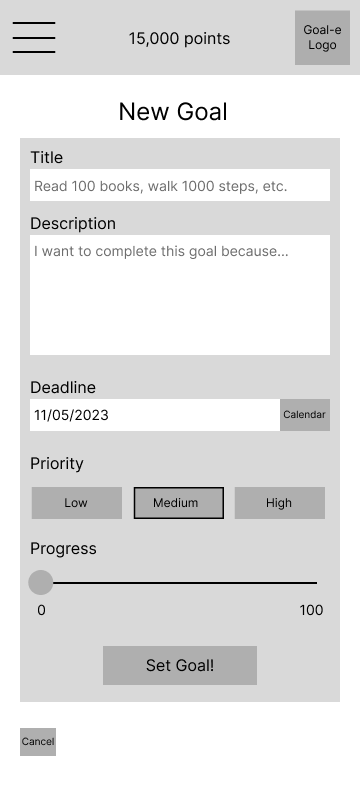 15,000 points
Goal-e
Logo
New Goal
Title
Read 100 books, walk 1000 steps, etc.
Description
I want to complete this goal because...
Deadline
11/05/2023
Calendar
Priority
Low
Medium
High
Progress
0
100
Set Goal!
Cancel